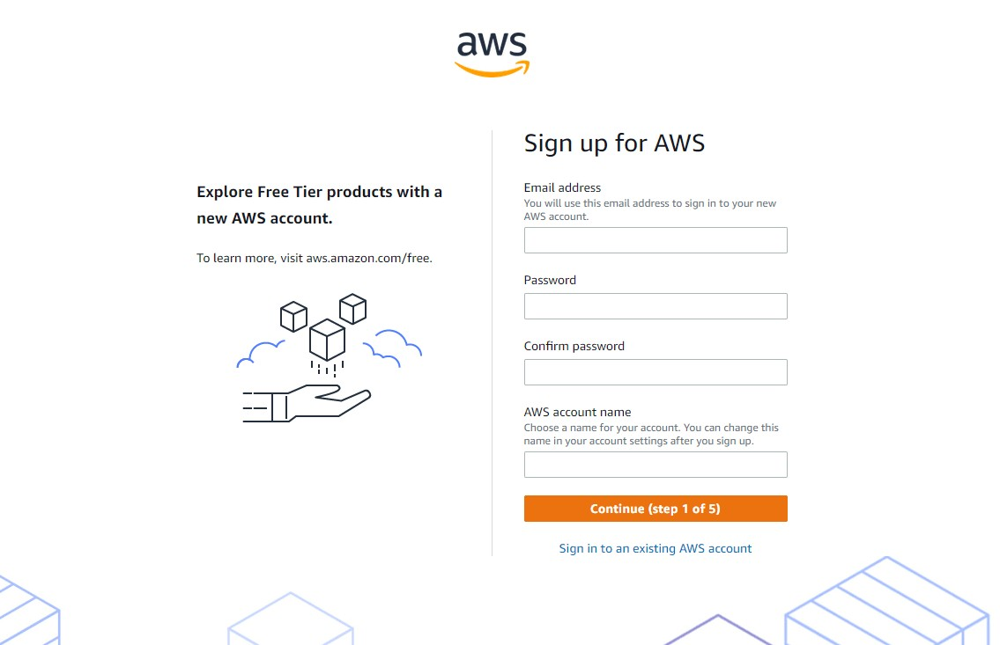 aws
Explore Free Tier products with a
new AWS account.
To learn more, visit aws.amazon.com/free.
Sign up for AWS
Email address
You will use this email address to sign in to your new
AWS account.
Password
Confirm password
AWS account name
Choose a name for your account. You can change this
name in your account settings after you sign up.
Continue (step 1 of 5)
Sign in to an existing AWS account